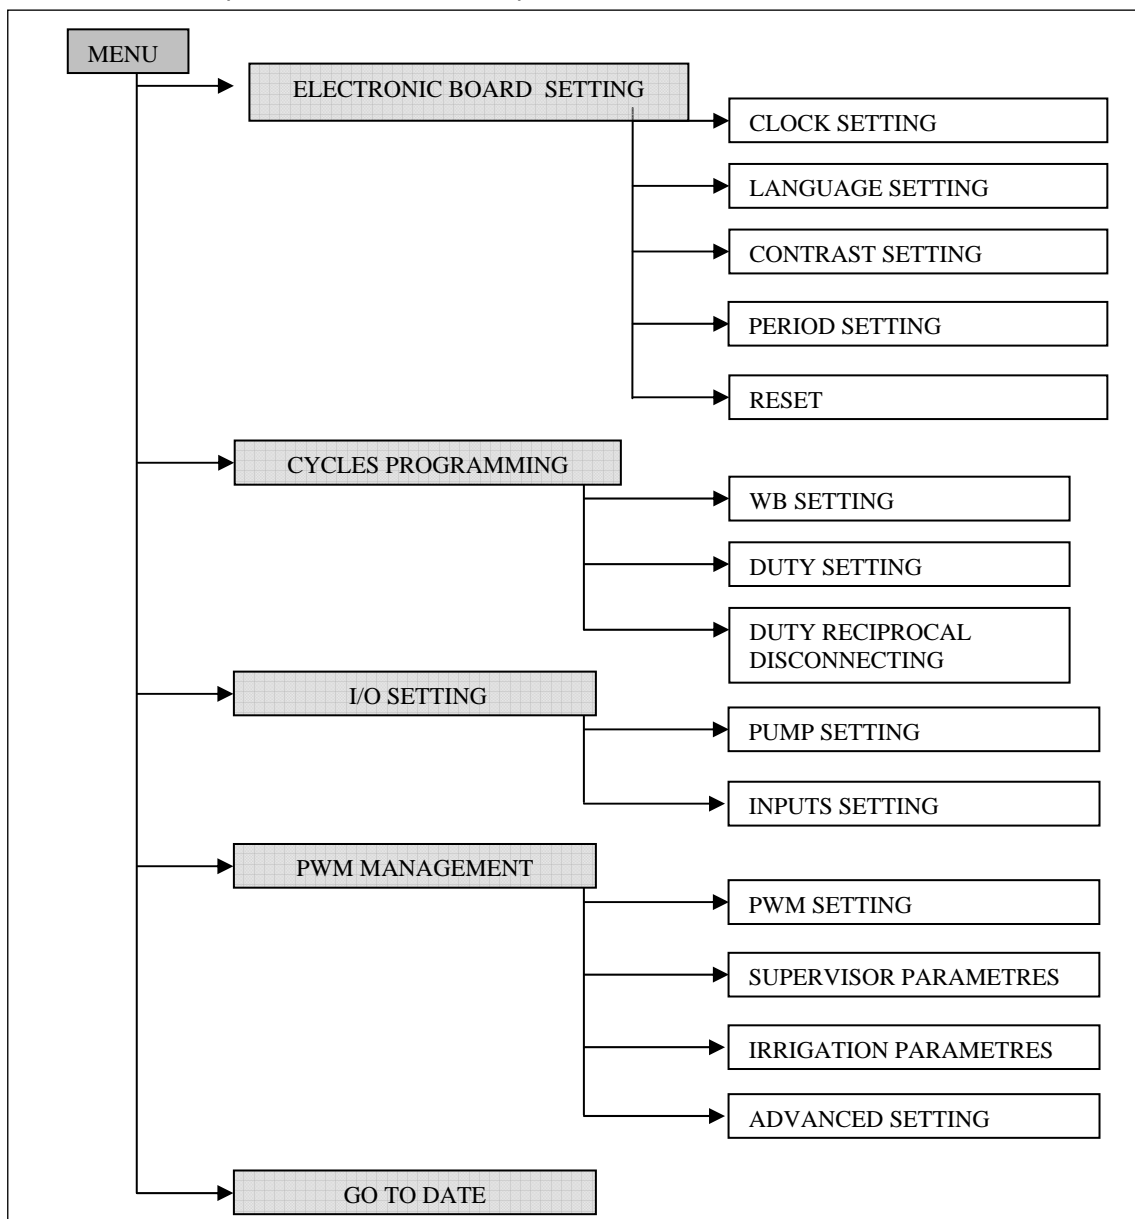 MENU
ELECTRONIC BOARD SETTING
CLOCK SETTING
LANGUAGE SETTING
CONTRAST SETTING
PERIOD SETTING
RESET
CYCLES PROGRAMMING
WB SETTING
DUTY SETTING
DUTY RECIPROCAL
DISCONNECTING
I/O SETTING
PUMP SETTING
INPUTS SETTING
PWM MANAGEMENT
PWM SETTING
SUPERVISOR PARAMETRES
IRRIGATION PARAMETRES
ADVANCED SETTING
GO TO DATE